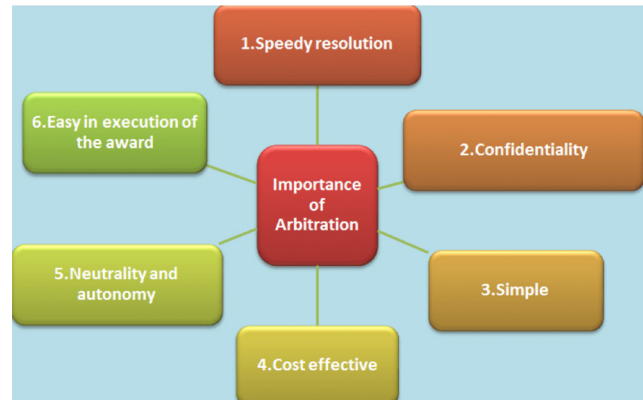 1.Speedy resolution
2.Confidentiality
3.Simple
4.Cost effective
5.Neutrality and
autonomy
6.Easy in execution of
the award
Importance
of
Arbitration